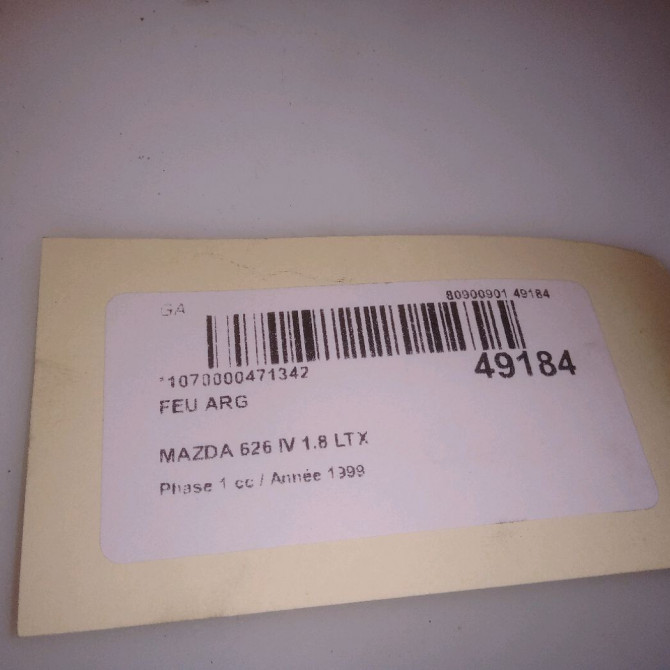 GA
80900901 49184
49184
*1070000471342
FEU ARG
MAZDA 626 IV 1.8 LTX
Phase 1 cc / Année 1999